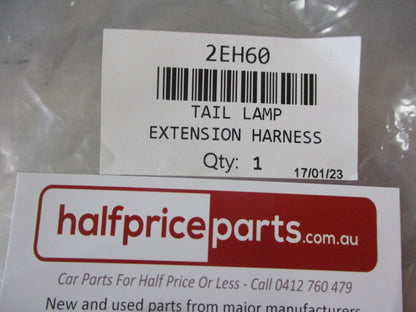 2EH60
TAIL LAMP
EXTENSION HARNESS
Qty: 1
17/01/23
halfpriceparts.com.au
Car Parts For Half Price Or Less - Call 0412 760 479
New and used parts from major manufacturers